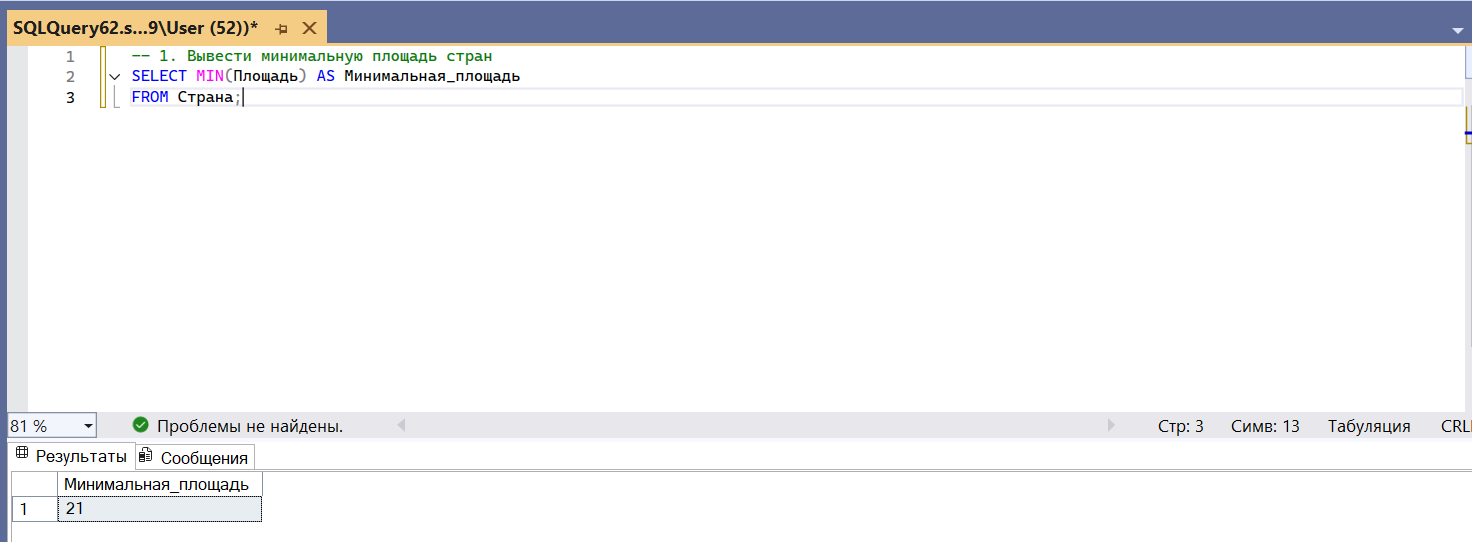 SQLQuery62.s...9\User (52))*
1 -- 1. Вывести минимальную площадь стран
2 SELECT MIN(Площадь) AS Минимальная_площадь
3 FROM Страна;
81 % Проблемы не найдены. Стр: 3 Симв: 13 Табуляция CRL
Результаты Сообщения
Минимальная_площадь
1 21